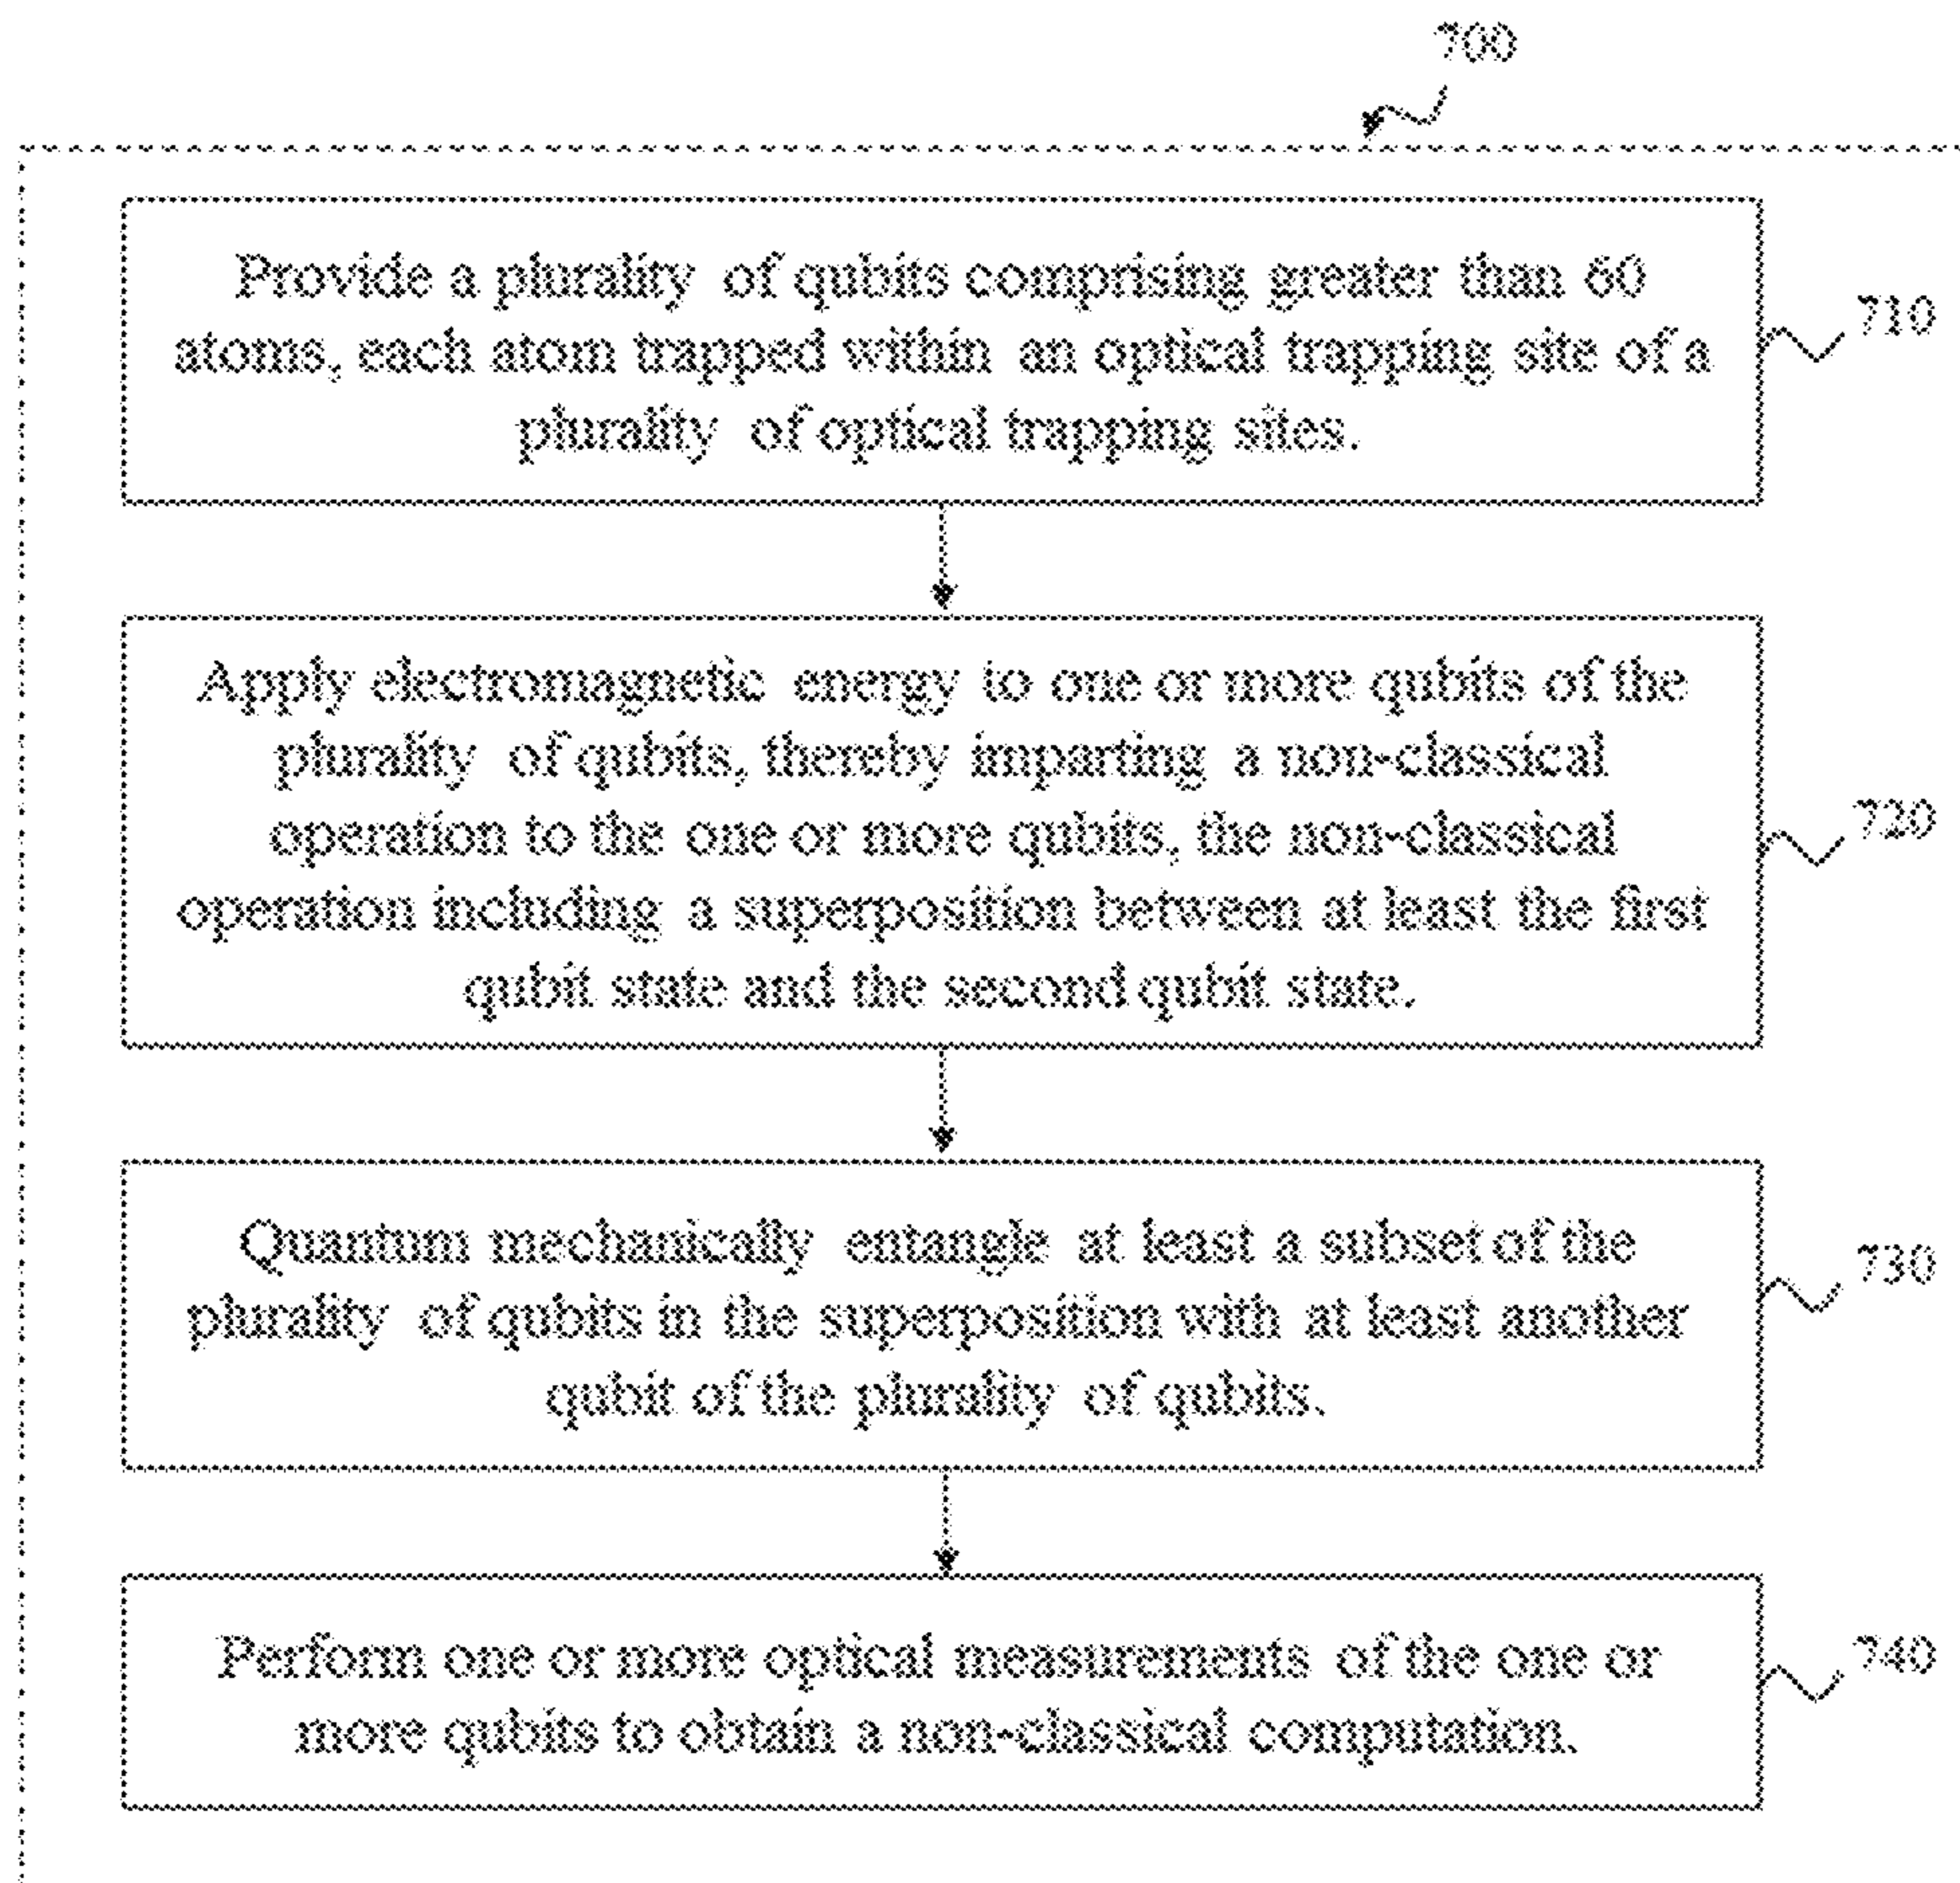 700
Provide a plurality of qubits comprising greater than 60
atoms, each atom trapped within an optical trapping site of a
plurality of optical trapping sites.
710
Apply electromagnetic energy to one or more qubits of the
plurality of qubits, thereby imparting a non-classical
operation to the one or more qubits, the non-classical
operation including a superposition between at least the first
qubit state and the second qubit state.
720
Quantum mechanically entangle at least a subset of the
plurality of qubits in the superposition with at least another
qubit of the plurality of qubits.
730
Perform one or more optical measurements of the one or
more qubits to obtain a non-classical computation.
740